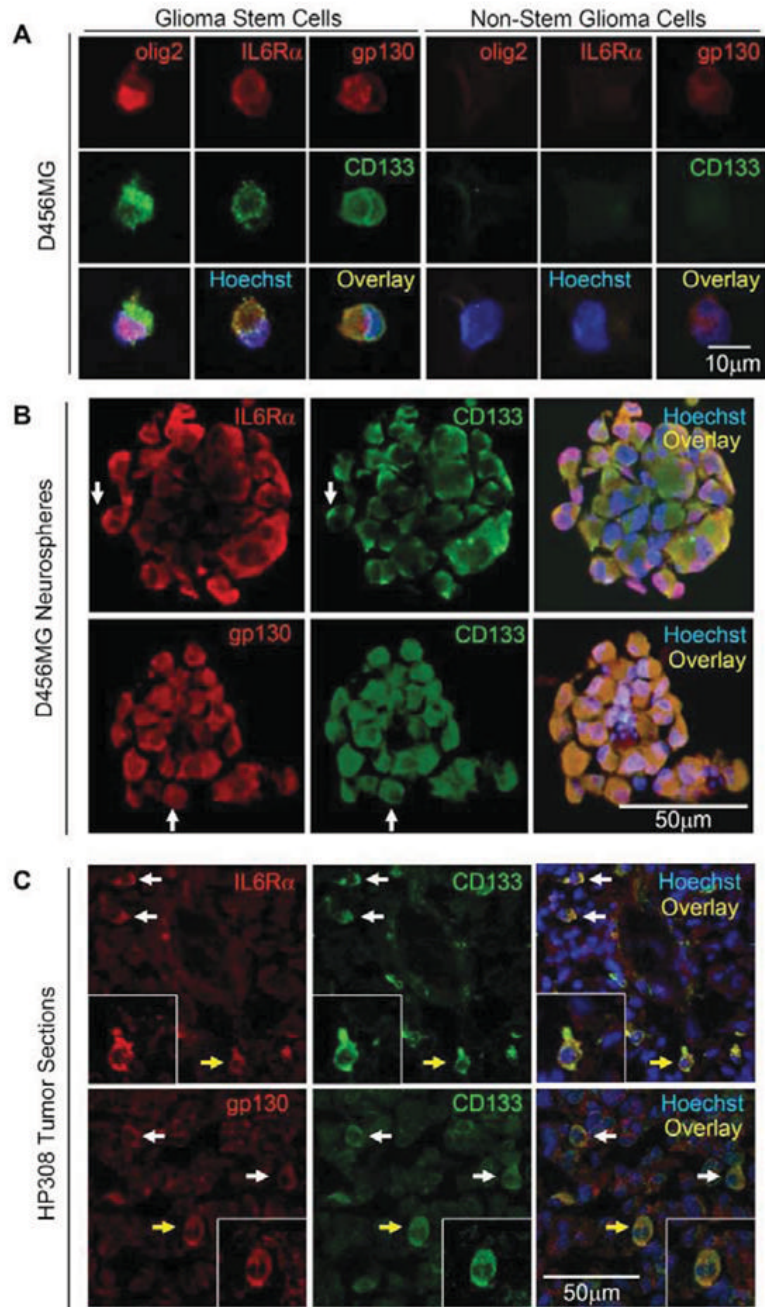 Glioma Stem Cells Non-Stem Glioma Cells
A
olig2 IL6Rα gp130 olig2 IL6Rα gp130
CD133 CD133
Hoechst Overlay Hoechst Overlay
10μm
D456MG
B
IL6Rα CD133 Hoechst
Overlay
gp130 CD133 Hoechst
Overlay
50μm
D456MG Neurospheres
C
IL6Rα CD133 Hoechst
Overlay
gp130 CD133 Hoechst
Overlay
50μm
HP308 Tumor Sections